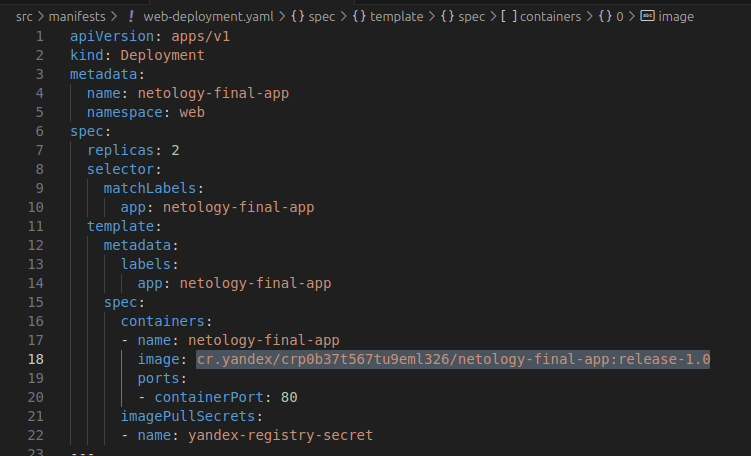 src > manifests > ! web-deployment.yaml > {} spec > {} template > {} spec > [ ] containers > {} 0 > abc image
1 apiVersion: apps/v1
2 kind: Deployment
3 metadata:
4   name: netology-final-app
5   namespace: web
6 spec:
7   replicas: 2
8   selector:
9     matchLabels:
10       app: netology-final-app
11   template:
12     metadata:
13       labels:
14         app: netology-final-app
15     spec:
16       containers:
17       - name: netology-final-app
18         image: cr.yandex/crp0b37t567tu9eml326/netology-final-app:release-1.0
19         ports:
20         - containerPort: 80
21       imagePullSecrets:
22       - name: yandex-registry-secret
23 ---